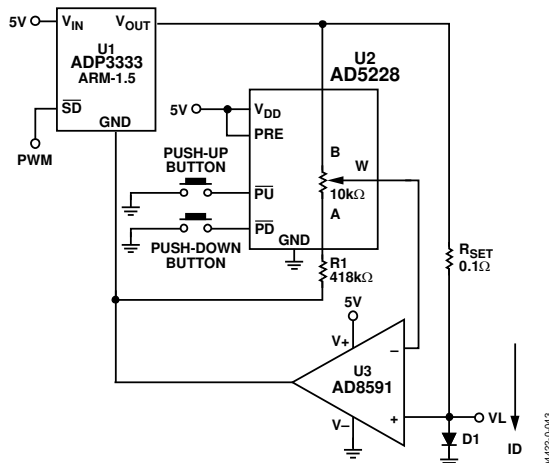 5V
VIN
VOUT
U1
ADP3333
ARM-1.5
SD
GND
PWM
U2
AD5228
5V
VDD
PRE
PUSH-UP
BUTTON
PU
PD
PUSH-DOWN
BUTTON
GND
B
W
10kΩ
A
R1
418kΩ
RSET
0.1Ω
5V
V+
–
U3
AD8591
+
V–
VL
D1
ID